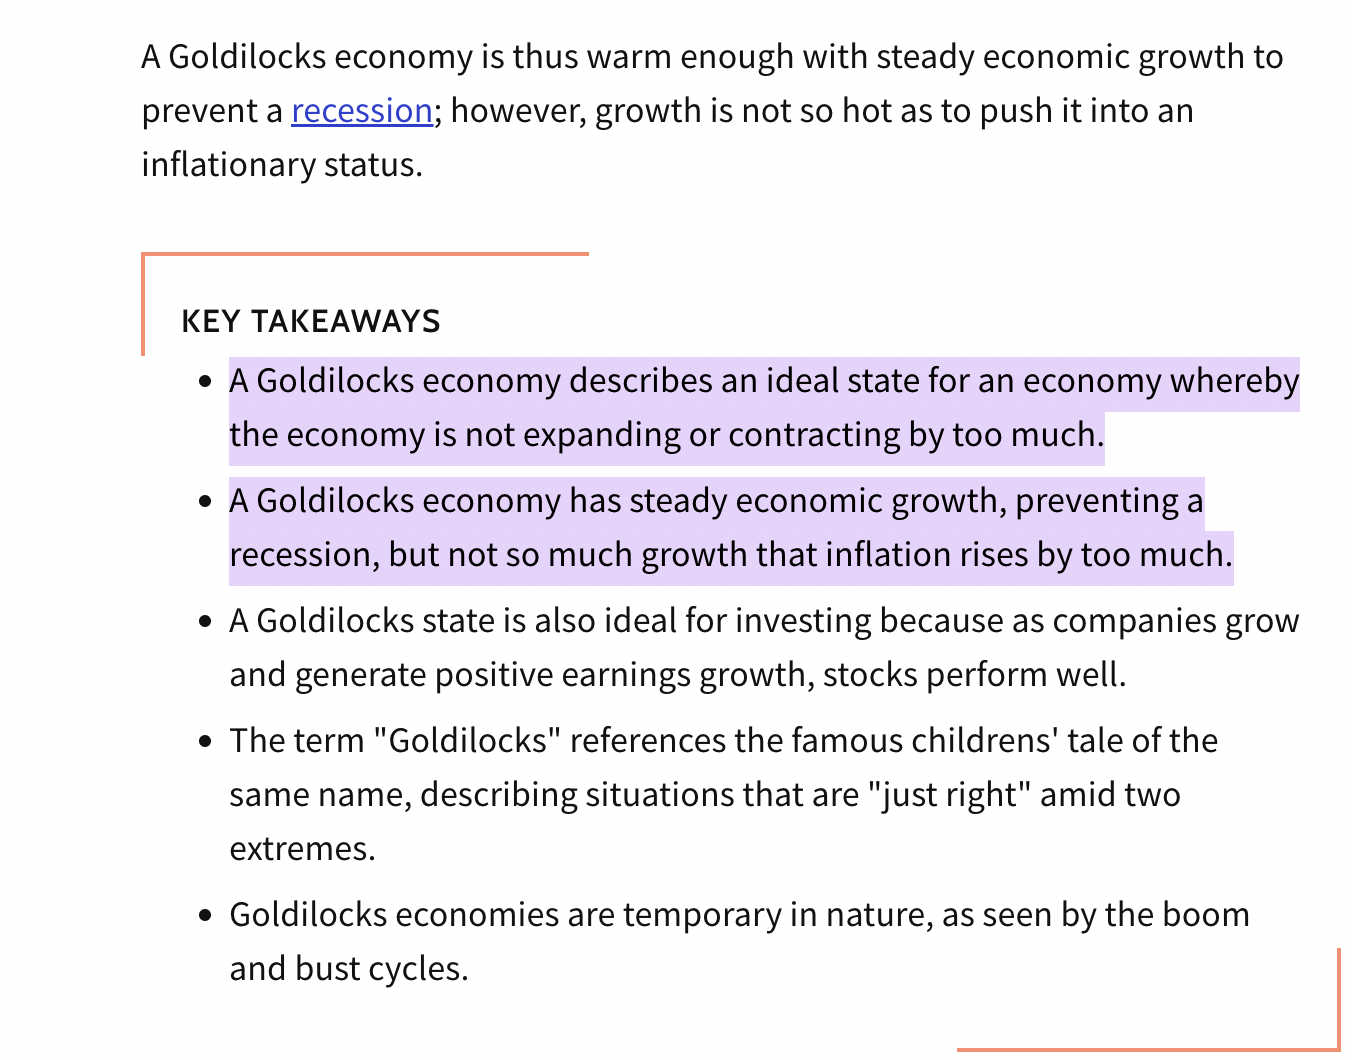 A Goldilocks economy is thus warm enough with steady economic growth to
prevent a recession; however, growth is not so hot as to push it into an
inflationary status.
KEY TAKEAWAYS
• A Goldilocks economy describes an ideal state for an economy whereby
the economy is not expanding or contracting by too much.
• A Goldilocks economy has steady economic growth, preventing a
recession, but not so much growth that inflation rises by too much.
• A Goldilocks state is also ideal for investing because as companies grow
and generate positive earnings growth, stocks perform well.
• The term "Goldilocks" references the famous childrens' tale of the
same name, describing situations that are "just right" amid two
extremes.
• Goldilocks economies are temporary in nature, as seen by the boom
and bust cycles.